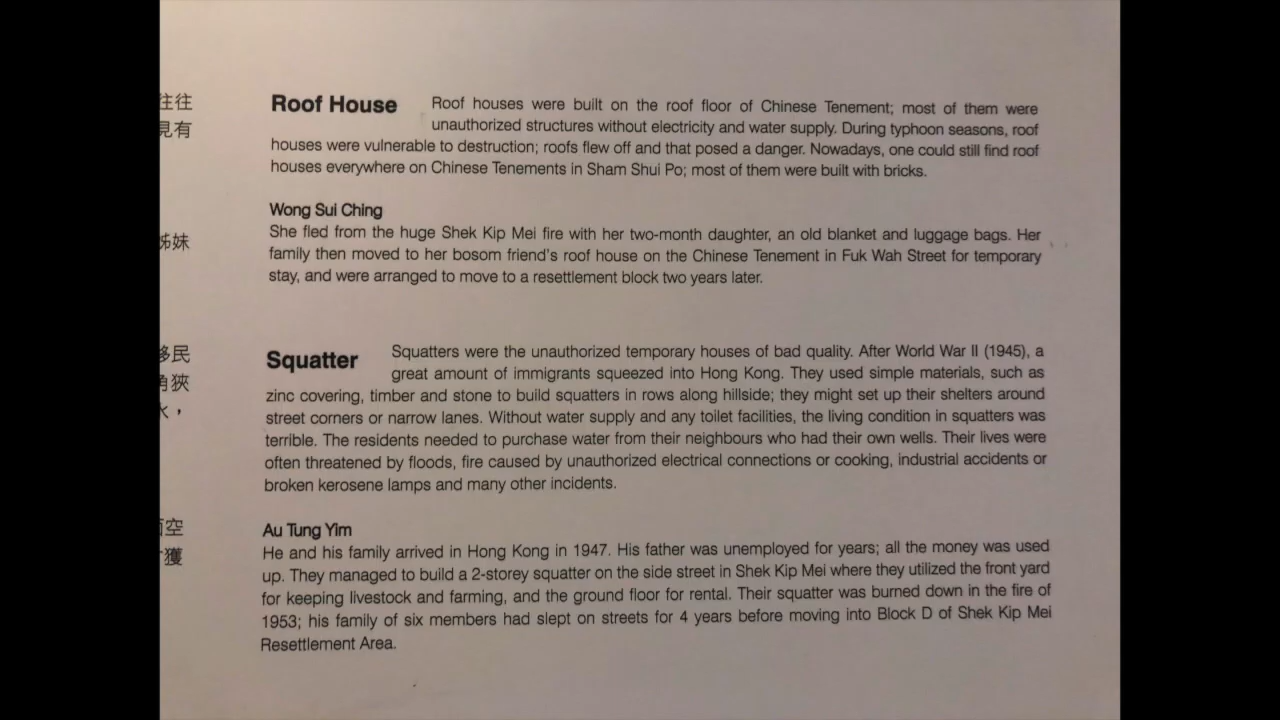 往往
見有
姊妹
移民
角狹
水，
面空
獲
Roof House Roof houses were built on the roof floor of Chinese Tenement; most of them were
unauthorized structures without electricity and water supply. During typhoon seasons, roof
houses were vulnerable to destruction; roofs flew off and that posed a danger. Nowadays, one could still find roof
houses everywhere on Chinese Tenements in Sham Shui Po; most of them were built with bricks.
Wong Sui Ching
She fled from the huge Shek Kip Mei fire with her two-month daughter, an old blanket and luggage bags. Her
family then moved to her bosom friend's roof house on the Chinese Tenement in Fuk Wah Street for temporary
stay, and were arranged to move to a resettlement block two years later.
Squatter Squatters were the unauthorized temporary houses of bad quality. After World War II (1945), a
great amount of immigrants squeezed into Hong Kong. They used simple materials, such as
zinc covering, timber and stone to build squatters in rows along hillside; they might set up their shelters around
street corners or narrow lanes. Without water supply and any toilet facilities, the living condition in squatters was
terrible. The residents needed to purchase water from their neighbours who had their own wells. Their lives were
often threatened by floods, fire caused by unauthorized electrical connections or cooking, industrial accidents or
broken kerosene lamps and many other incidents.
Au Tung Yim
He and his family arrived in Hong Kong in 1947. His father was unemployed for years; all the money was used
up. They managed to build a 2-storey squatter on the side street in Shek Kip Mei where they utilized the front yard
for keeping livestock and farming, and the ground floor for rental. Their squatter was burned down in the fire of
1953; his family of six members had slept on streets for 4 years before moving into Block D of Shek Kip Mei
Resettlement Area.